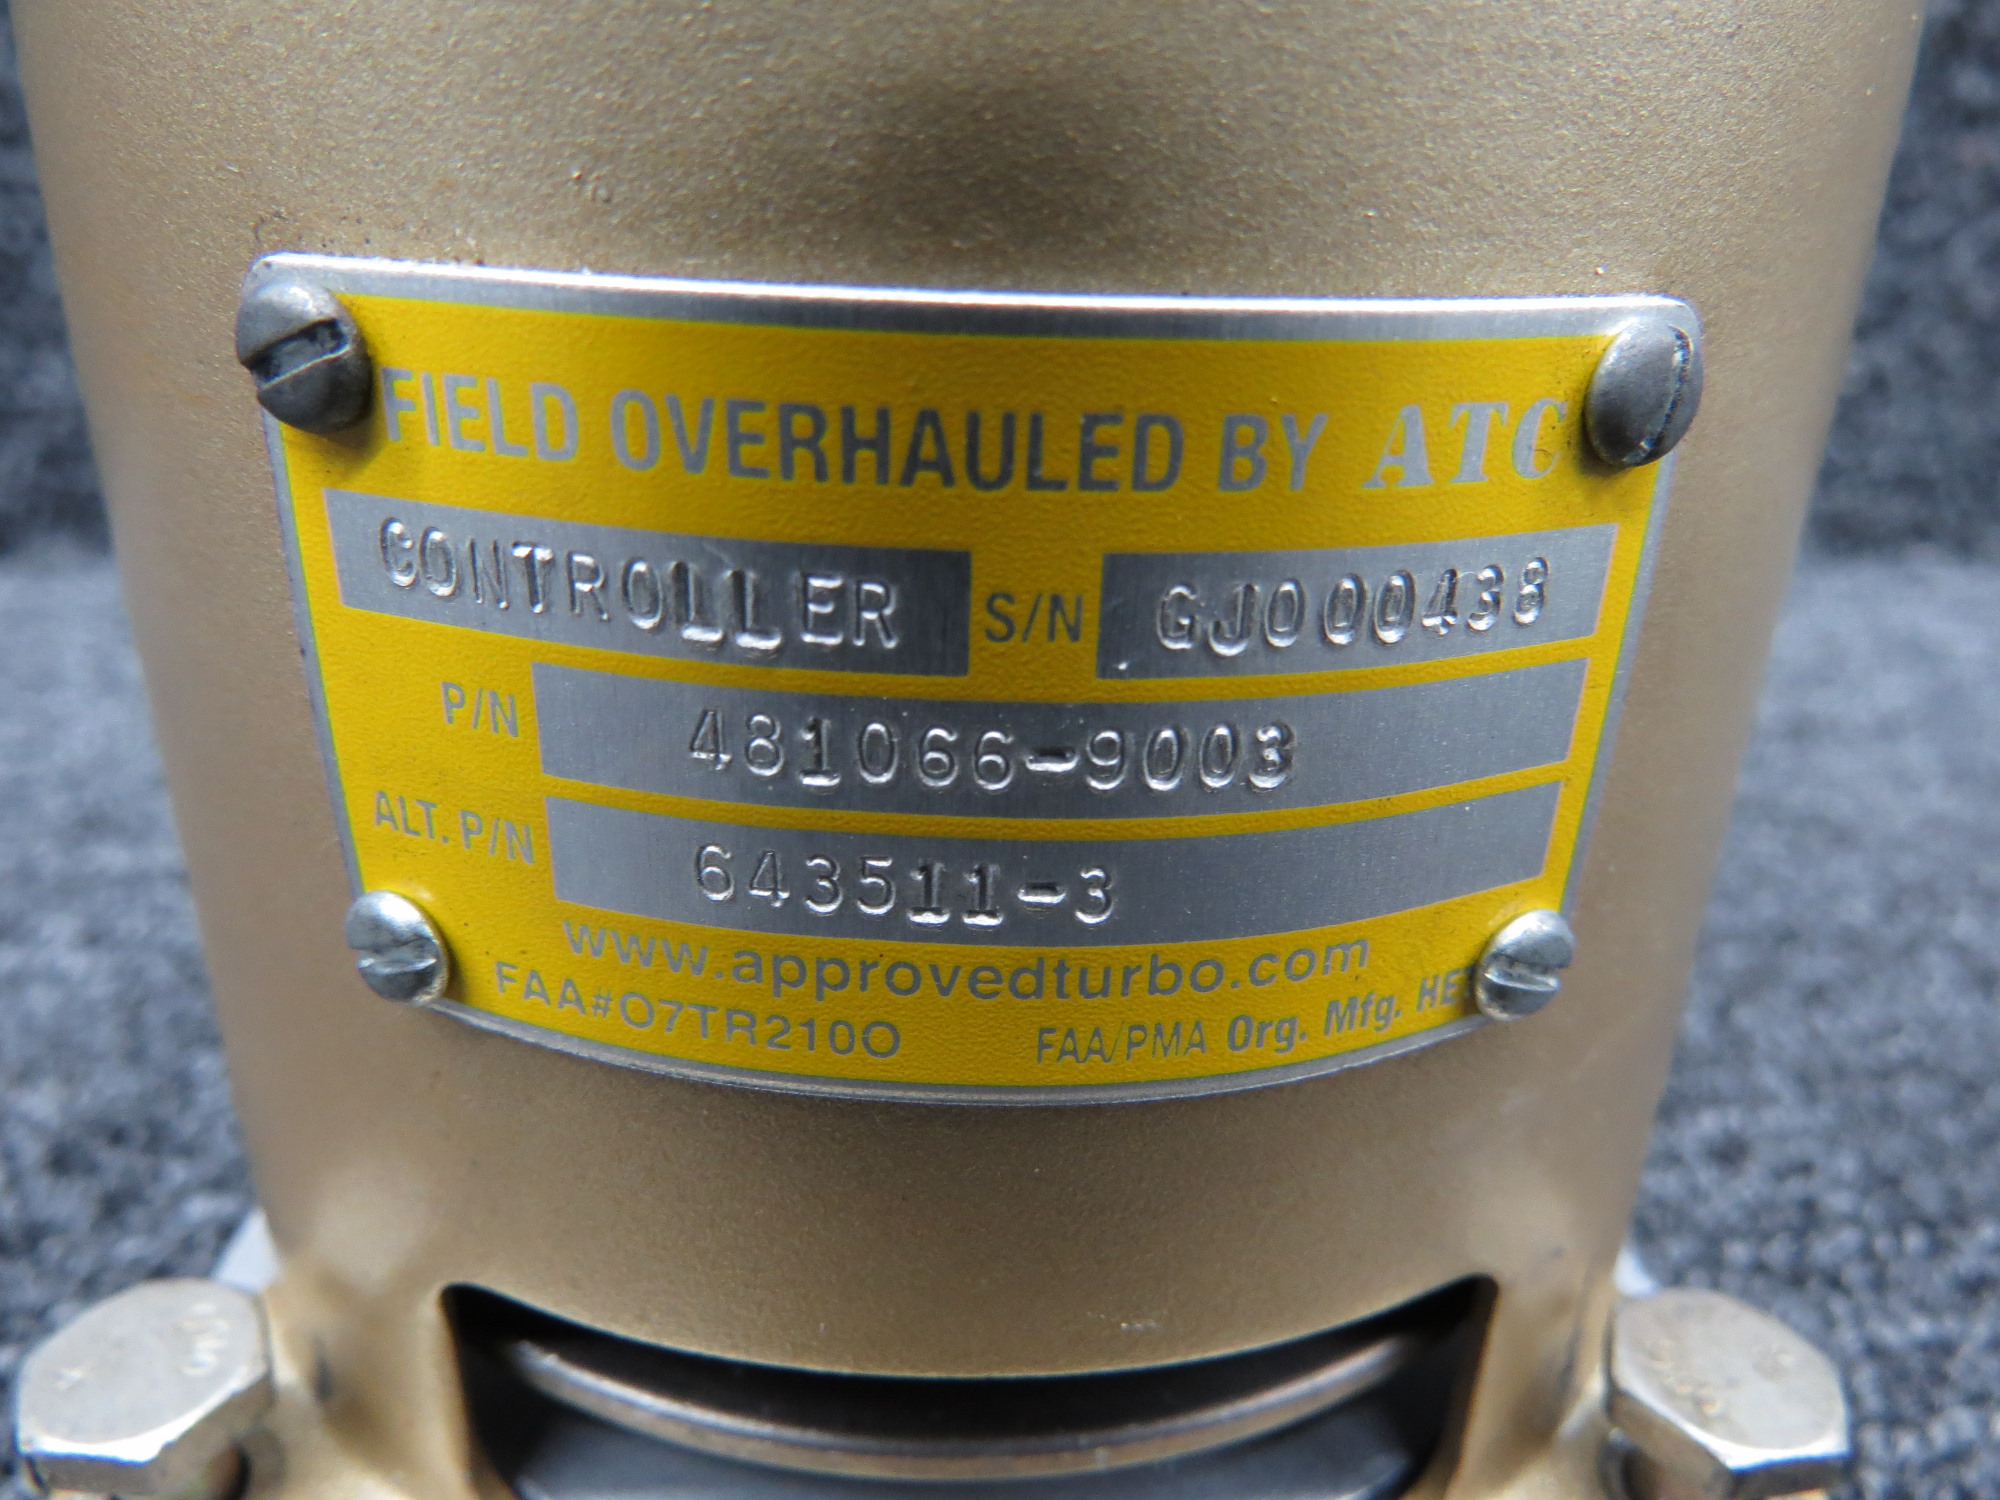 FIELD OVERHAULED BY ATC
CONTROLLER S/N GJ000438
P/N 481066-9003
ALT. P/N 643511-3
www.approvedturbo.com
FAA#07TR210O FAA/PMA Org. Mfg.